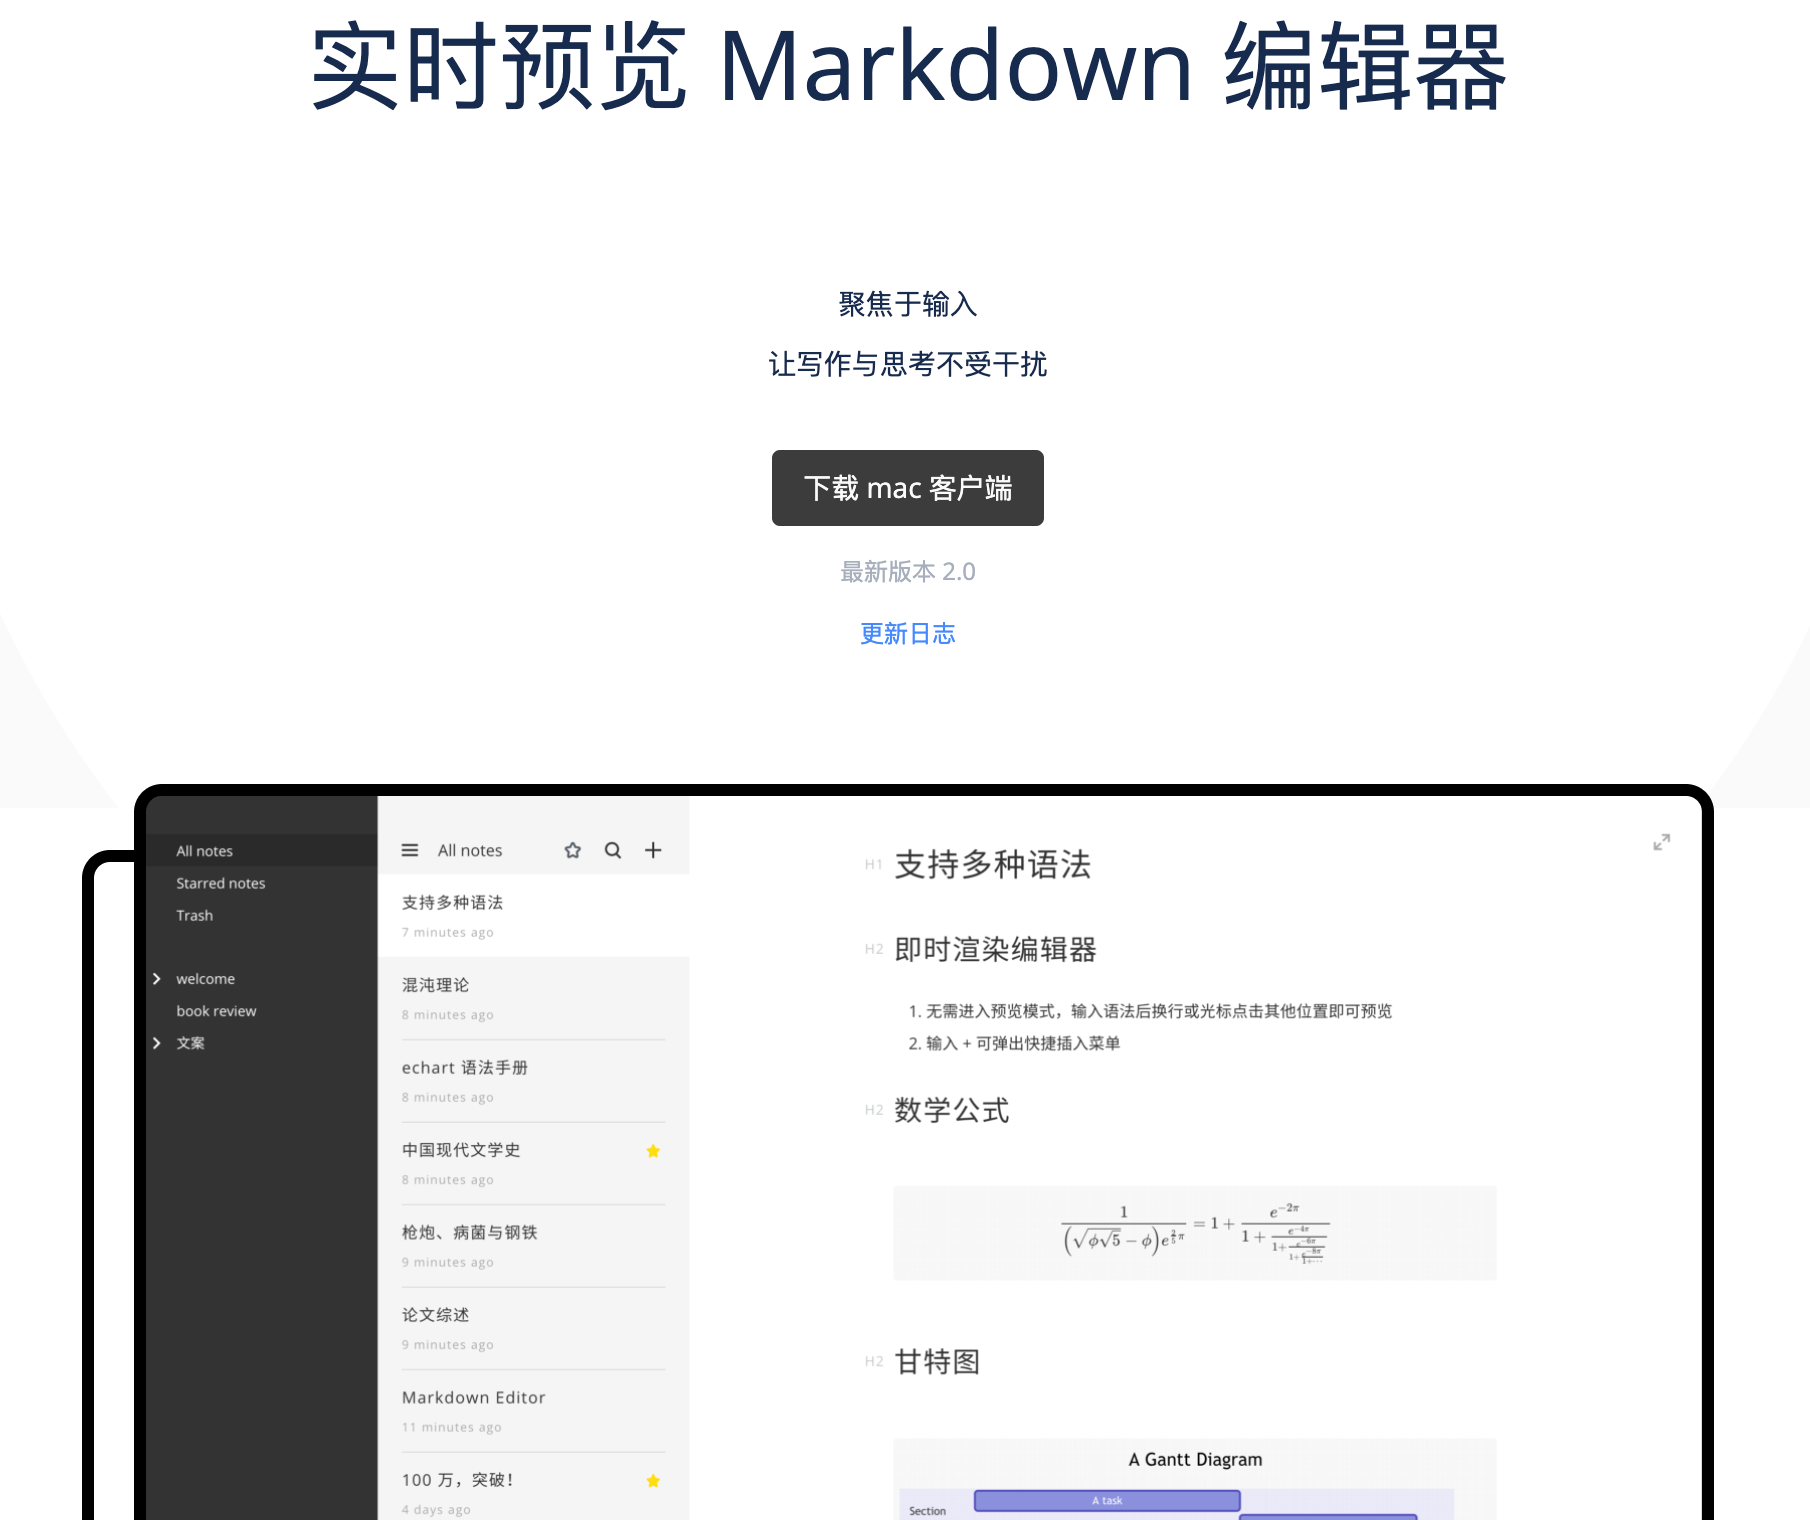 实时预览 Markdown 编辑器
聚焦于输入
让写作与思考不受干扰
下载 mac 客户端
最新版本 2.0
更新日志
All notes
Starred notes
Trash
welcome
book review
文案
All notes
支持多种语法
7 minutes ago
混沌理论
8 minutes ago
echart 语法手册
8 minutes ago
中国现代文学史
8 minutes ago
枪炮、病菌与钢铁
9 minutes ago
论文综述
9 minutes ago
Markdown Editor
11 minutes ago
100 万，突破！
4 days ago
H1 支持多种语法
H2 即时渲染编辑器
1. 无需进入预览模式，输入语法后换行或光标点击其他位置即可预览
2. 输入 + 可弹出快捷插入菜单
H2 数学公式
\frac{1}{(\sqrt{\phi\sqrt{5}}-\phi)e^{\frac{2}{5}\pi}} = 1 + \frac{e^{-2\pi}}{1+\frac{e^{-4\pi}}{1+\frac{e^{-6\pi}}{1+\frac{e^{-8\pi}}{1+\cdots}}}}
H2 甘特图
A Gantt Diagram
A task
Section